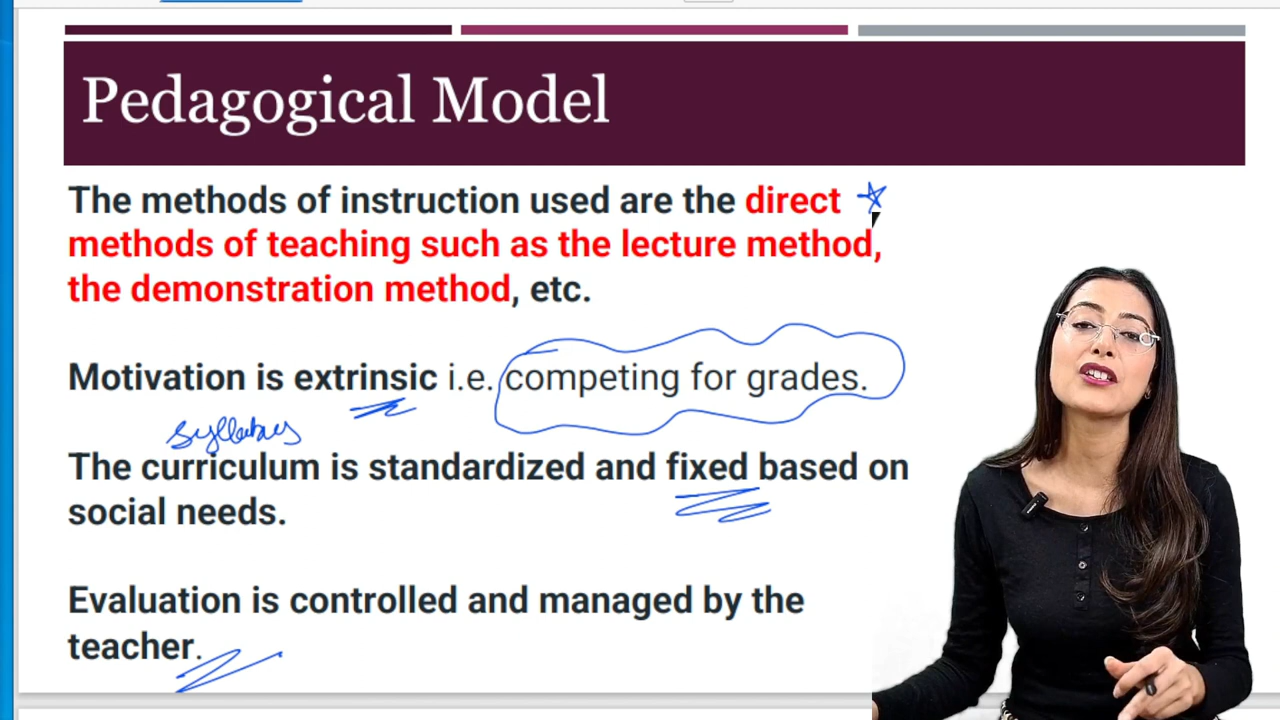 Pedagogical Model
The methods of instruction used are the direct
methods of teaching such as the lecture method,
the demonstration method, etc.
Motivation is extrinsic i.e. competing for grades.
syllabus
The curriculum is standardized and fixed based on
social needs.
Evaluation is controlled and managed by the
teacher.